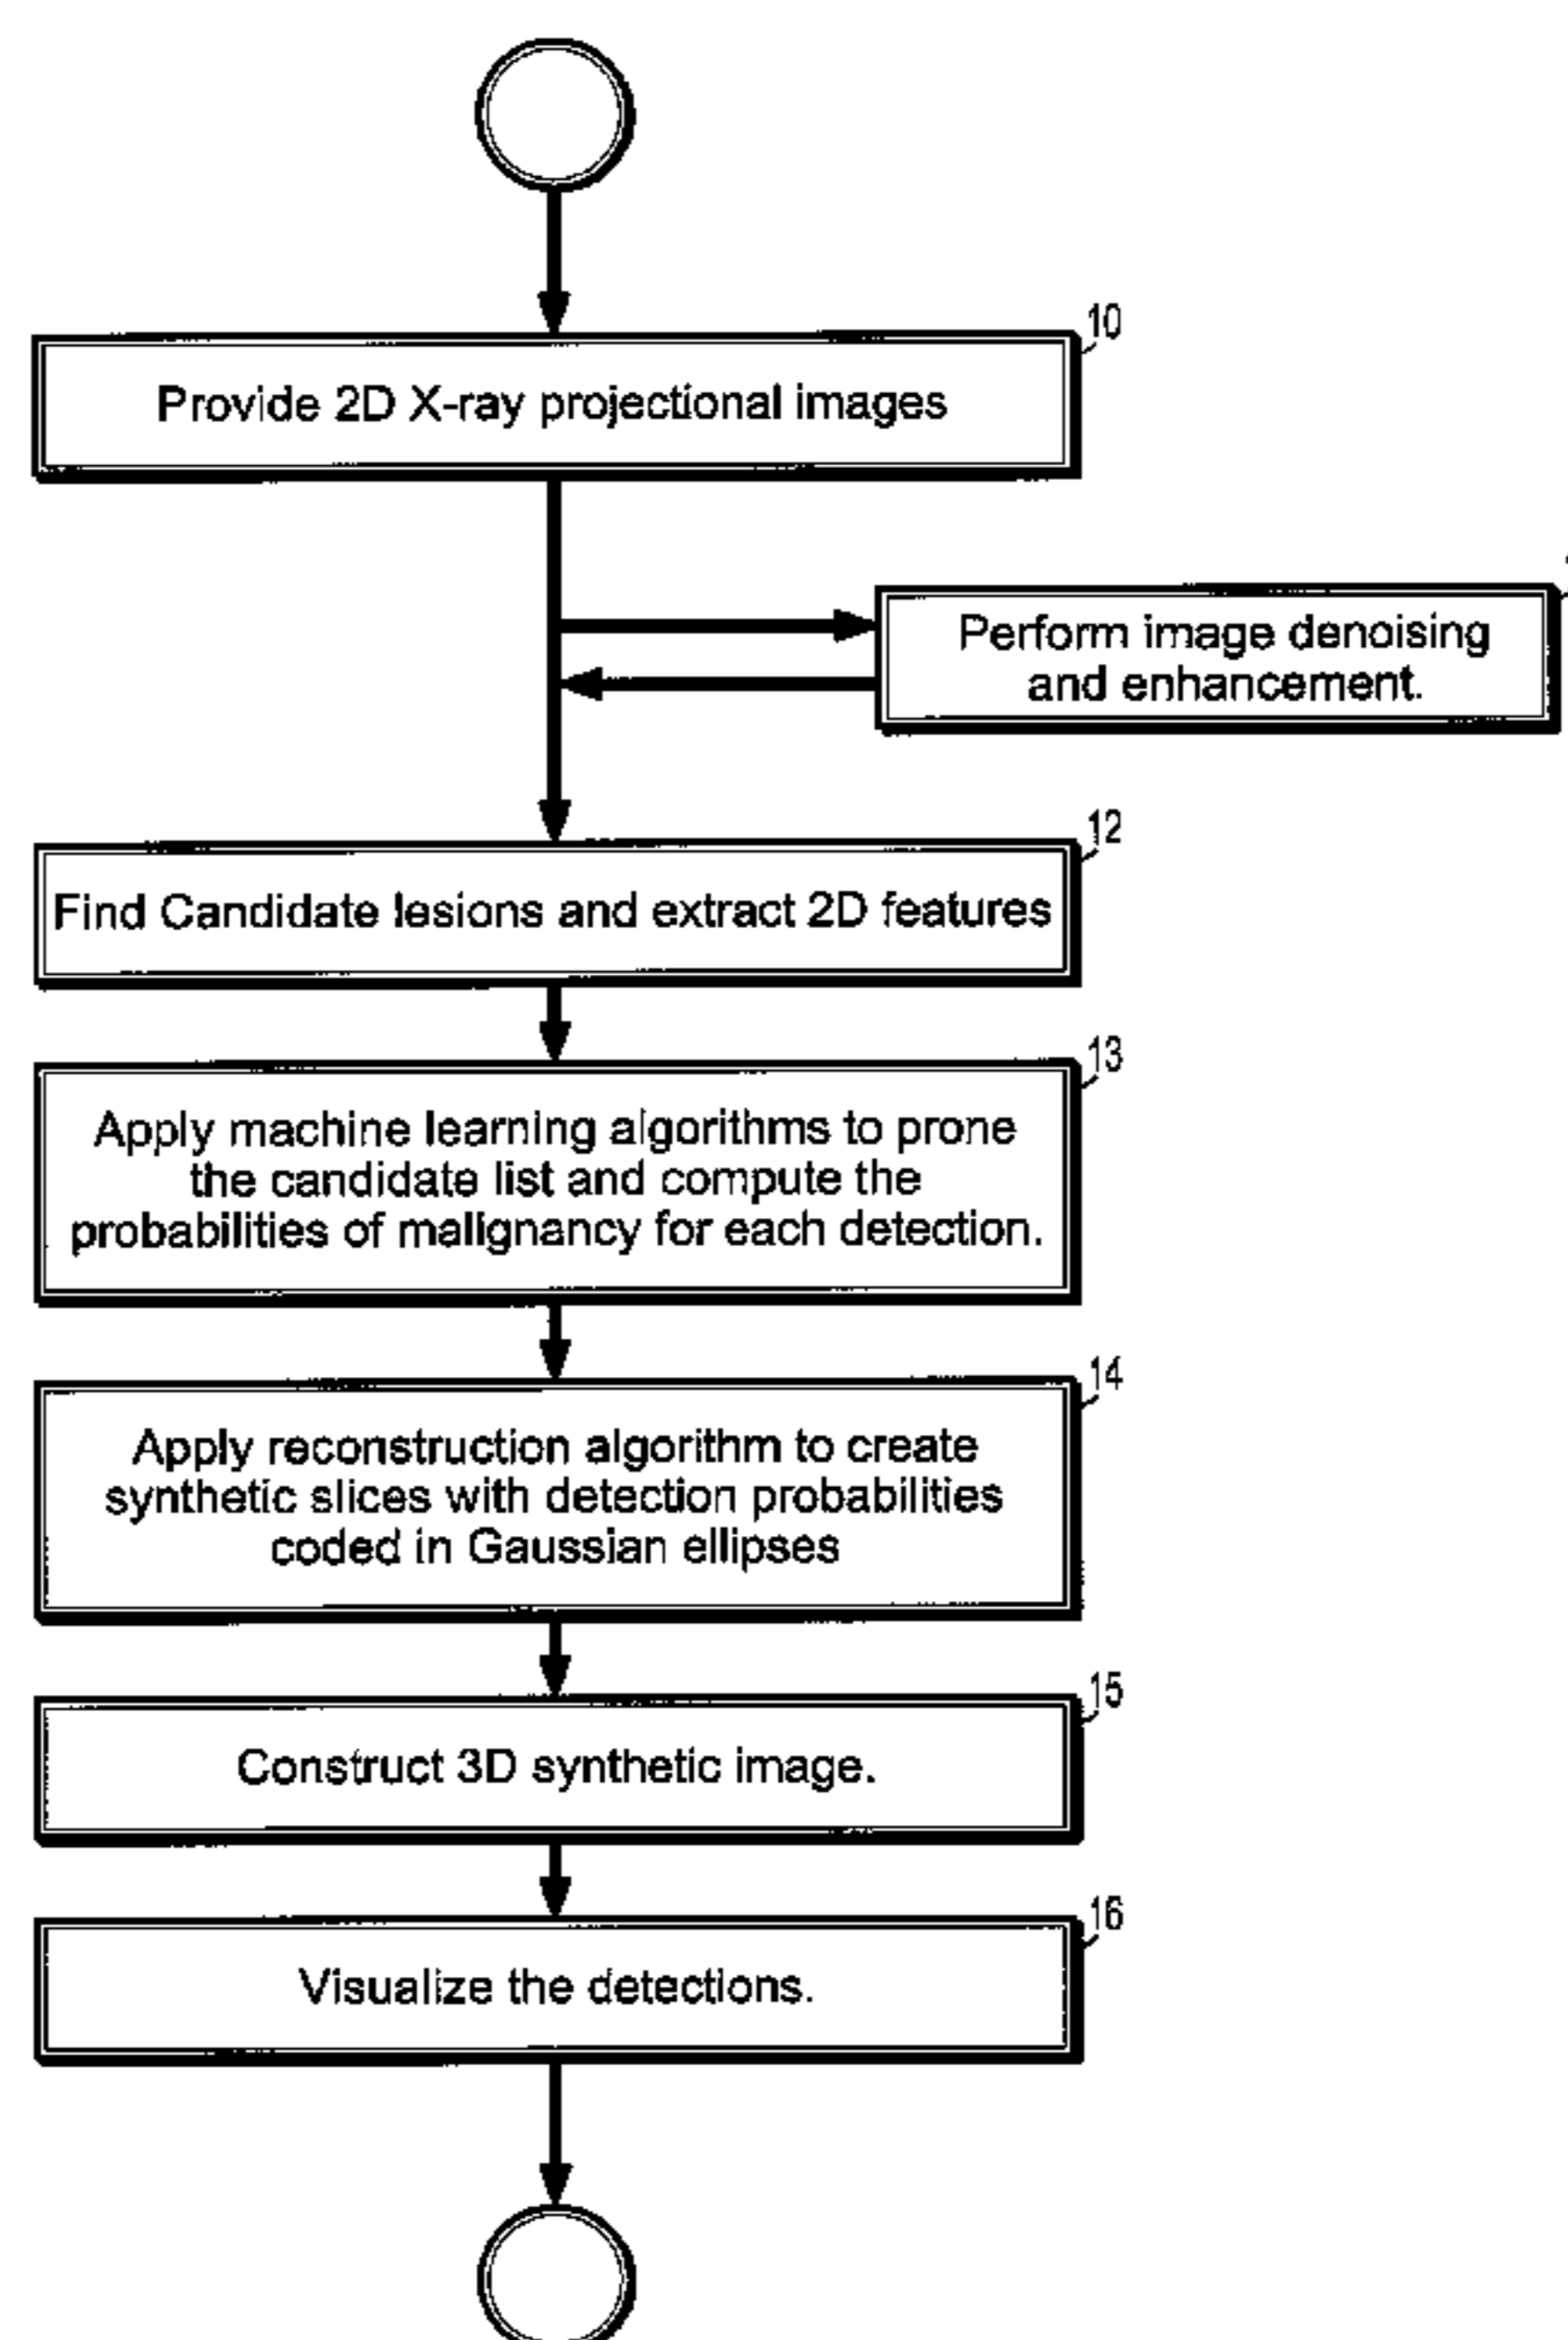 10
Provide 2D X-ray projectional images
Perform image denoising
and enhancement.
12
Find Candidate lesions and extract 2D features
13
Apply machine learning algorithms to prone
the candidate list and compute the
probabilities of malignancy for each detection.
14
Apply reconstruction algorithm to create
synthetic slices with detection probabilities
coded in Gaussian ellipses
15
Construct 3D synthetic image.
16
Visualize the detections.